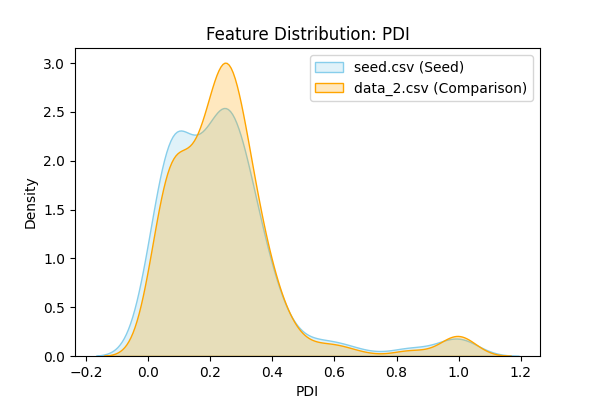 Feature Distribution: PDI
seed.csv (Seed)
data_2.csv (Comparison)
Density
3.0
2.5
2.0
1.5
1.0
0.5
0.0
−0.2 0.0 0.2 0.4 0.6 0.8 1.0 1.2
PDI